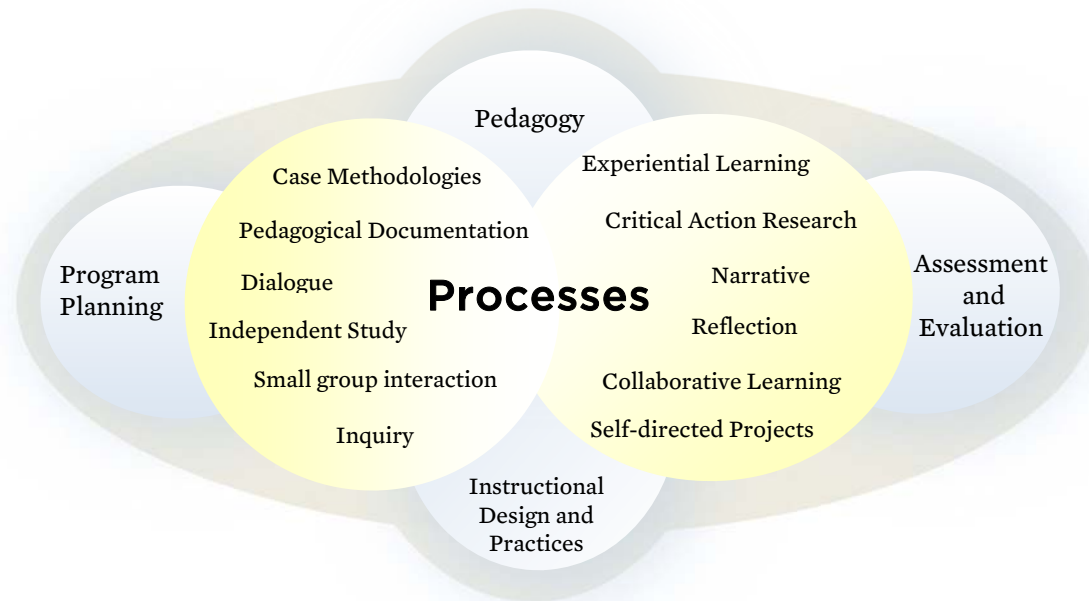 Pedagogy
Case Methodologies
Pedagogical Documentation
Dialogue
Independent Study
Small group interaction
Inquiry
Processes
Experiential Learning
Critical Action Research
Narrative
Reflection
Collaborative Learning
Self-directed Projects
Program
Planning
Assessment
and
Evaluation
Instructional
Design and
Practices